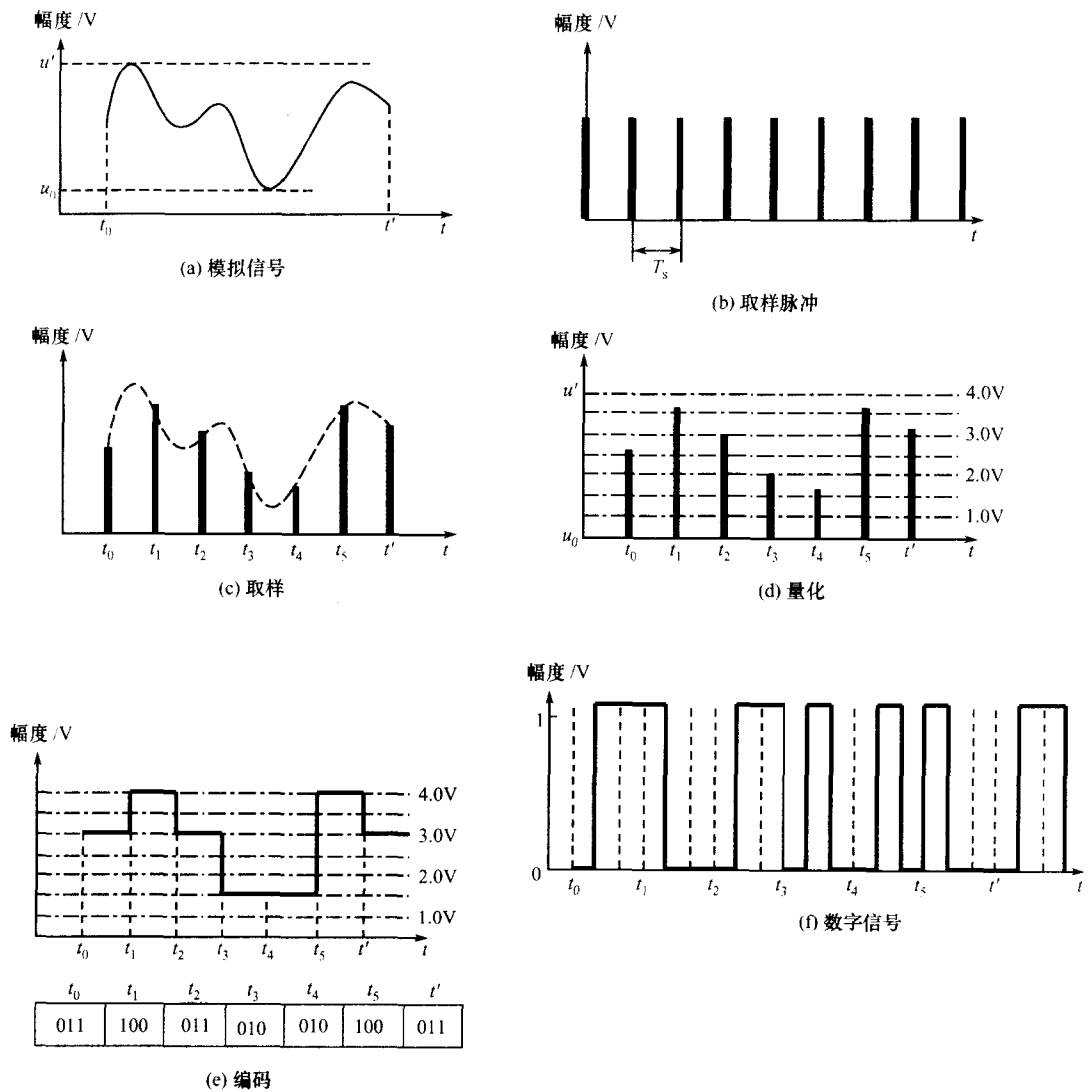 幅度 /V
u'
u₀
t₀
t'
t
(a) 模拟信号
幅度 /V
Tₛ
t
(b) 取样脉冲
幅度 /V
t₀ t₁ t₂ t₃ t₄ t₅ t' t
(c) 取样
幅度 /V
u'
4.0V
3.0V
2.0V
1.0V
u₀
t₀ t₁ t₂ t₃ t₄ t₅ t' t
(d) 量化
幅度 /V
4.0V
3.0V
2.0V
1.0V
t₀ t₁ t₂ t₃ t₄ t₅ t' t
t₀ t₁ t₂ t₃ t₄ t₅ t'
011 100 011 010 010 100 011
(e) 编码
幅度 /V
1
0
t₀ t₁ t₂ t₃ t₄ t₅ t' t
(f) 数字信号